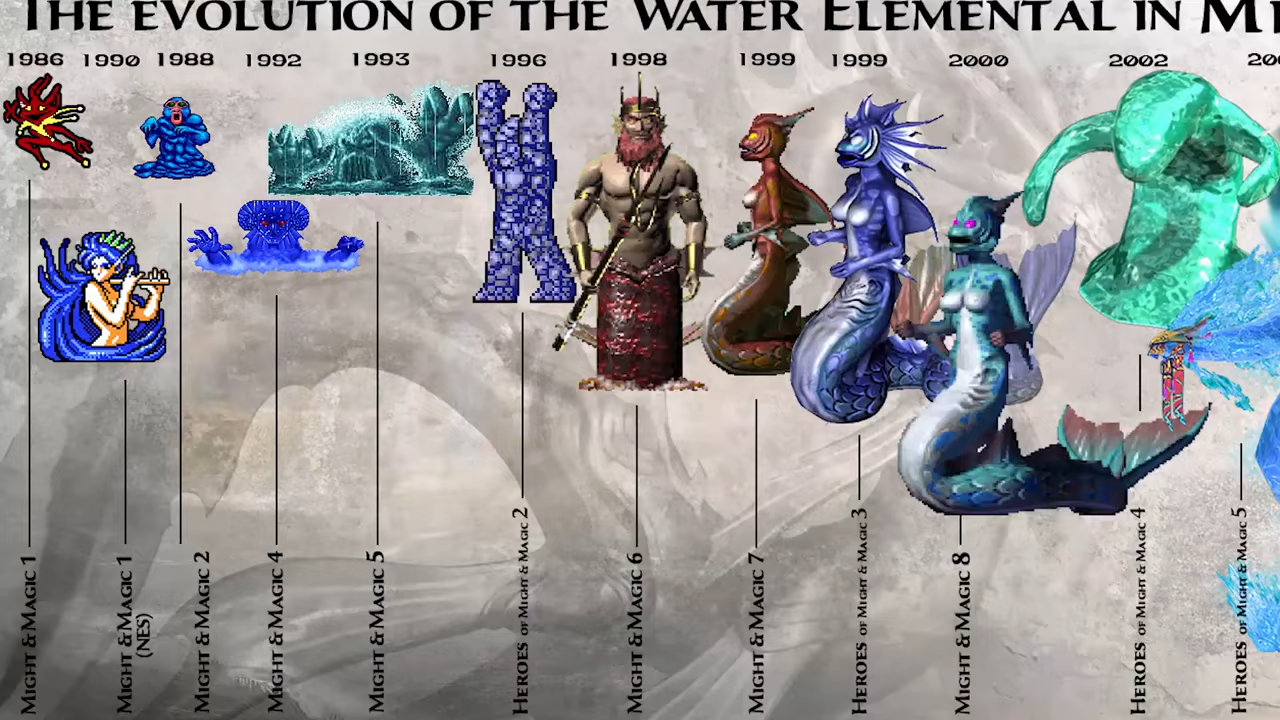 The evolution of the Water Elemental in M
1986 1990 1988 1992 1993 1996 1998 1999 1999 2000 2002 20
Might & Magic 1
Might & Magic 1
(NES)
Might & Magic 2
Might & Magic 4
Might & Magic 5
Heroes of Might & Magic 2
Might & Magic 6
Might & Magic 7
Heroes of Might & Magic 3
Might & Magic 8
Heroes of Might & Magic 4
Heroes of Might & Magic 5